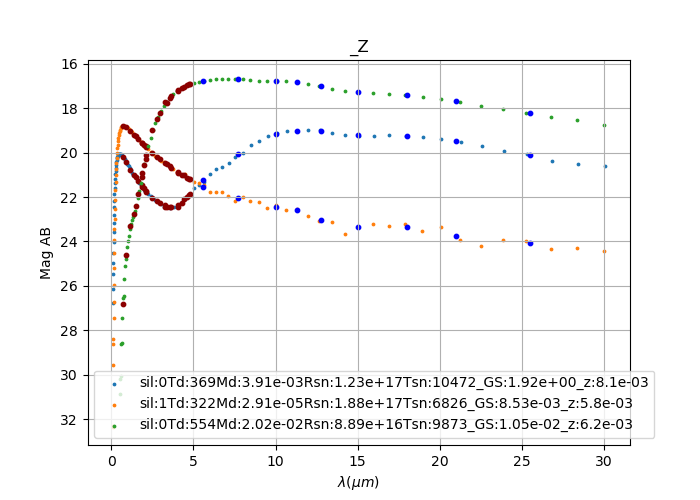 _Z
16
18
20
22
24
26
28
30
32
Mag AB
sil:0Td:369Md:3.91e-03Rsn:1.23e+17Tsn:10472_GS:1.92e+00_z:8.1e-03
sil:1Td:322Md:2.91e-05Rsn:1.88e+17Tsn:6826_GS:8.53e-03_z:5.8e-03
sil:0Td:554Md:2.02e-02Rsn:8.89e+16Tsn:9873_GS:1.05e-02_z:6.2e-03
0 5 10 15 20 25 30
λ(μm)